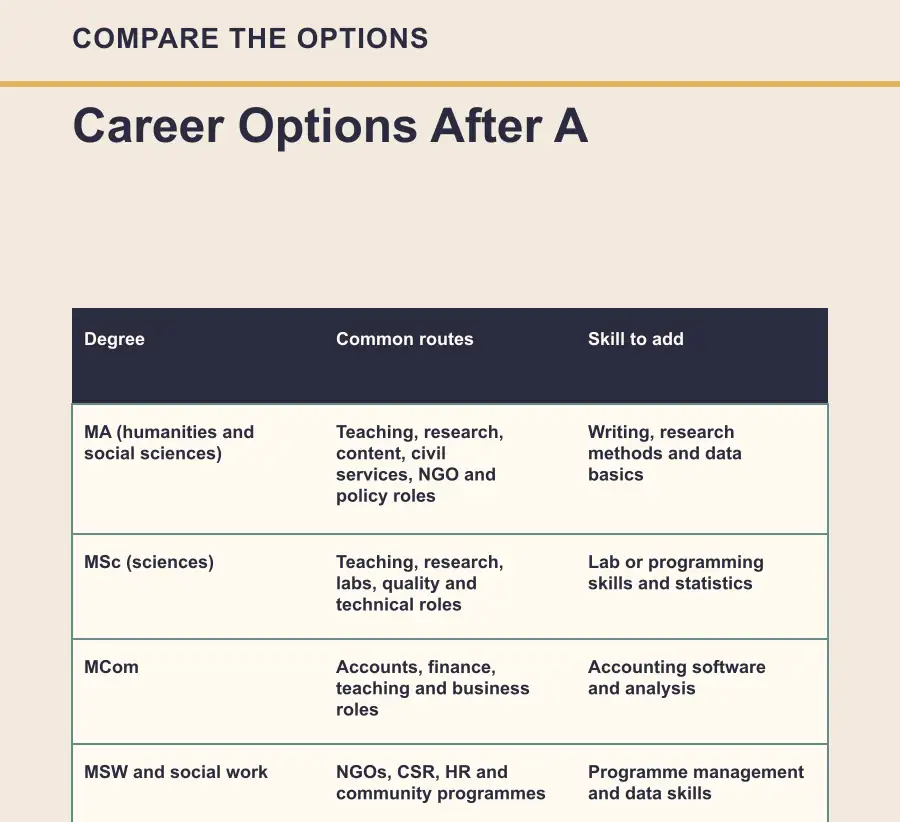 COMPARE THE OPTIONS
Career Options After A
Degree
Common routes
Skill to add
MA (humanities and
social sciences)
Teaching, research,
content, civil
services, NGO and
policy roles
Writing, research
methods and data
basics
MSc (sciences)
Teaching, research,
labs, quality and
technical roles
Lab or programming
skills and statistics
MCom
Accounts, finance,
teaching and business
roles
Accounting software
and analysis
MSW and social work
NGOs, CSR, HR and
community programmes
Programme management
and data skills